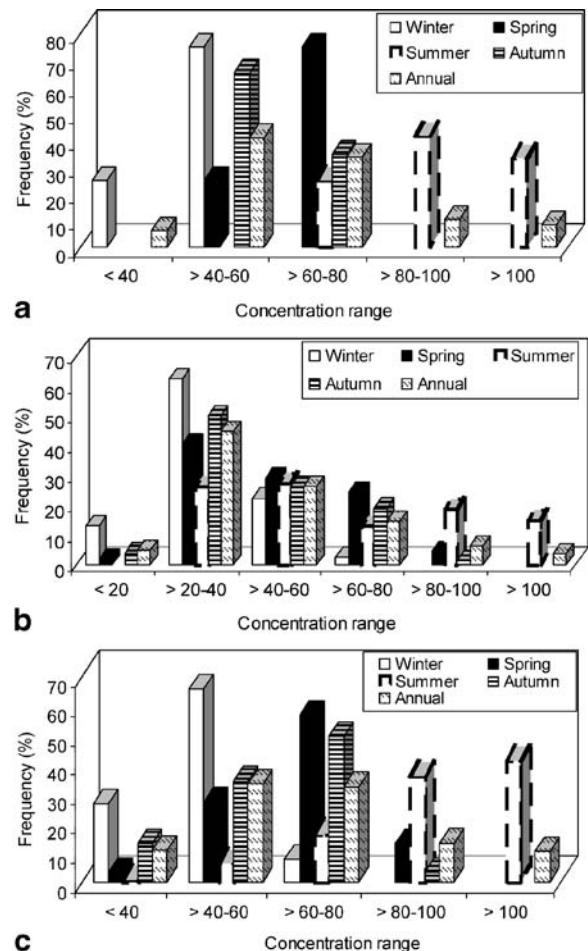 80
70
60
50
40
30
20
10
0
Frequency (%)
Winter Spring
Summer Autumn
Annual
< 40 > 40-60 > 60-80 > 80-100 > 100
Concentration range
a
70
60
50
40
30
20
10
0
Frequency (%)
Winter Spring Summer
Autumn Annual
< 20 > 20-40 > 40-60 > 60-80 > 80-100 > 100
Concentration range
b
70
60
50
40
30
20
10
0
Frequency (%)
Winter Spring
Summer Autumn
Annual
< 40 > 40-60 > 60-80 > 80-100 > 100
Concentration range
c